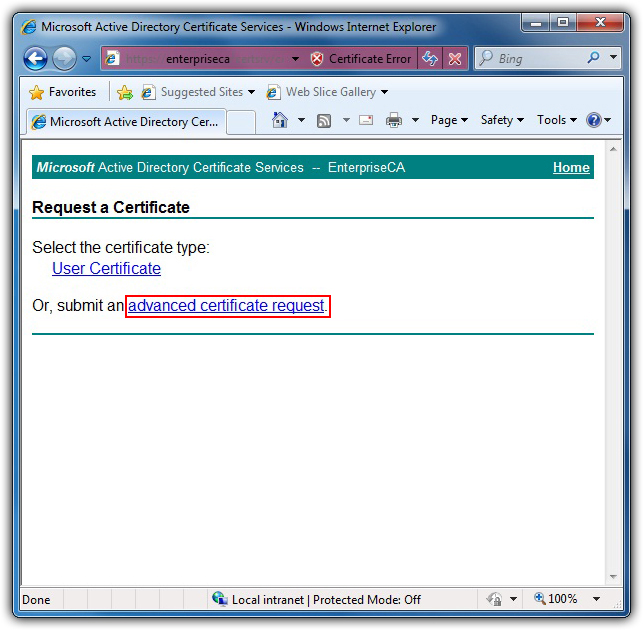 Microsoft Active Directory Certificate Services - Windows Internet Explorer
enterpriseca
Certificate Error
Bing
Favorites
Suggested Sites
Web Slice Gallery
Microsoft Active Directory Cer...
Page
Safety
Tools
Microsoft Active Directory Certificate Services -- EnterpriseCA
Home
Request a Certificate
Select the certificate type:
User Certificate
Or, submit an advanced certificate request.
Done
Local intranet | Protected Mode: Off
100%